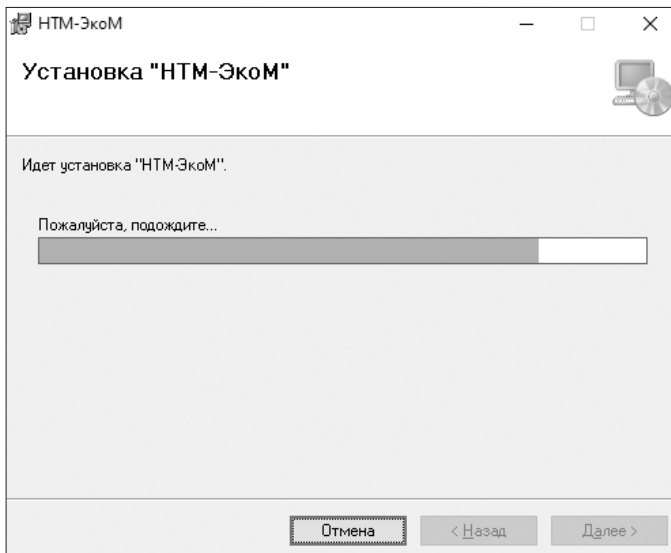 НТМ-ЭкоМ
Установка "НТМ-ЭкоМ"
Идет установка "НТМ-ЭкоМ".
Пожалуйста, подождите...
Отмена
< Назад
Далее >